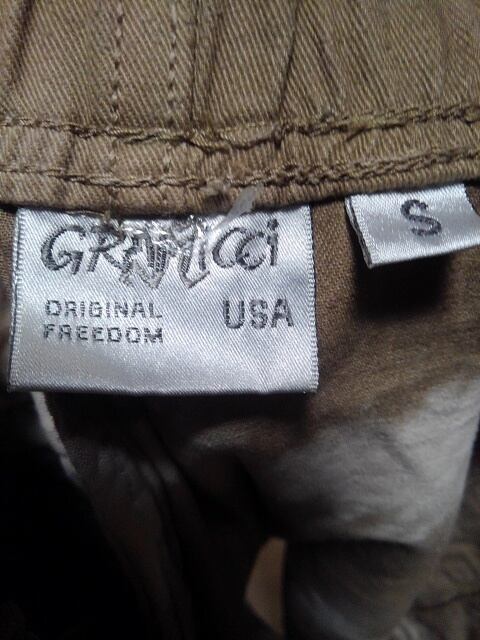 GRAMICCi
ORIGINAL
FREEDOM
USA
S